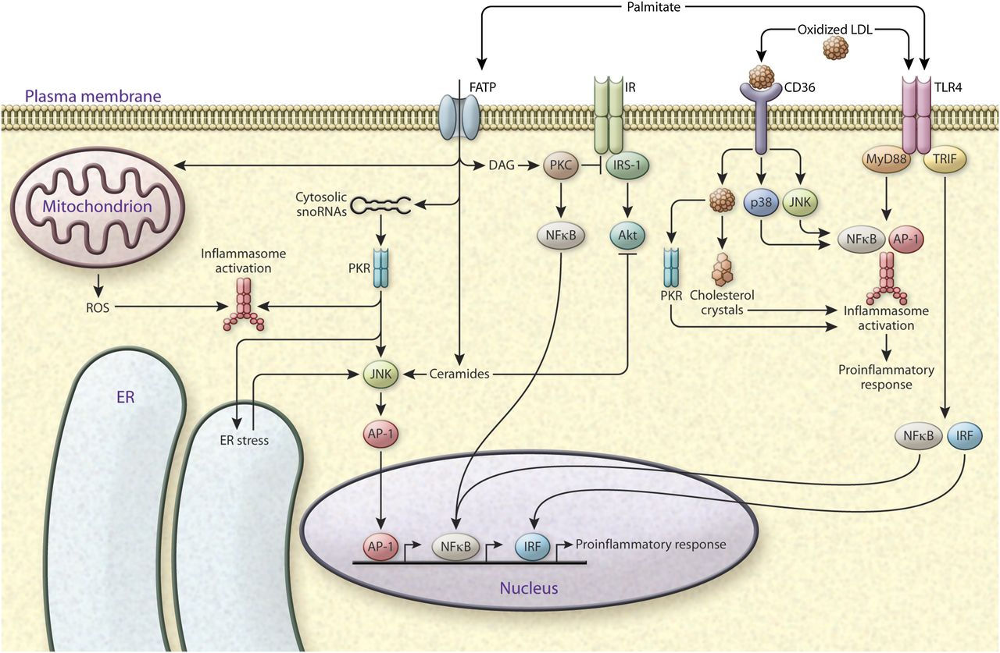 Palmitate
Oxidized LDL
Plasma membrane
FATP
IR
CD36
TLR4
Mitochondrion
DAG
PKC
IRS-1
MyD88
TRIF
Cytosolic
snoRNAs
p38
JNK
NFκB
Akt
NFκB
AP-1
Inflammasome
activation
PKR
ROS
PKR
Cholesterol
crystals
Inflammasome
activation
JNK
Ceramides
Proinflammatory
response
ER
ER stress
AP-1
NFκB
IRF
AP-1
NFκB
IRF
Proinflammatory response
Nucleus